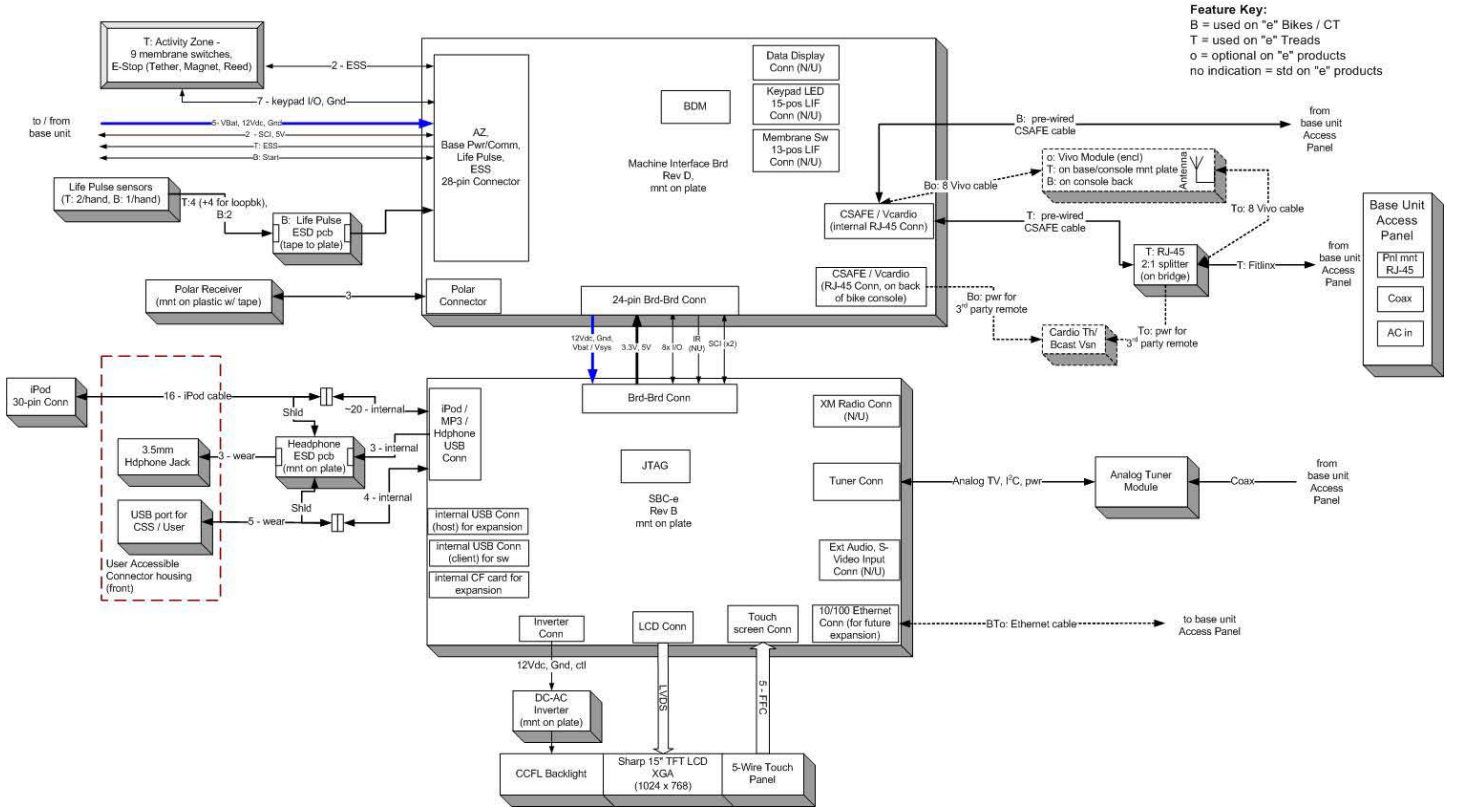 Feature Key:
B = used on "e" Bikes / CT
T = used on "e" Treads
o = optional on "e" products
no indication = std on "e" products
T: Activity Zone -
9 membrane switches,
E-Stop (Tether, Magnet, Reed)
2 - ESS
7 - keypad I/O, Gnd
to / from
base unit
5- VBat, 12Vdc, Gnd
2 - SCI, 5V
T: ESS
B: Start
Life Pulse sensors
(T: 2/hand, B: 1/hand)
T:4 (+4 for loopbk),
B:2
B: Life Pulse
ESD pcb
(tape to plate)
AZ,
Base Pwr/Comm,
Life Pulse,
ESS
28-pin Connector
Polar Receiver
(mnt on plastic w/ tape)
3
Polar
Connector
Data Display
Conn (N/U)
Keypad LED
15-pos LIF
Conn (N/U)
Membrane Sw
13-pos LIF
Conn (N/U)
BDM
Machine Interface Brd
Rev D,
mnt on plate
CSAFE / Vcardio
(internal RJ-45 Conn)
CSAFE / Vcardio
(RJ-45 Conn, on back
of bike console)
24-pin Brd-Brd Conn
B: pre-wired
CSAFE cable
from
base unit
Access
Panel
o: Vivo Module (encl)
T: on base/console mnt plate
B: on console back
Antenna
Bo: 8 Vivo cable
To: 8 Vivo cable
T: pre-wired
CSAFE cable
T: RJ-45
2:1 splitter
(on bridge)
T: Fitlinx
from
base unit
Access
Panel
Bo: pwr for
3rd party remote
To: pwr for
3rd party remote
Cardio Th/
Bcast Vsn
Base Unit
Access
Panel
Pnl mnt
RJ-45
Coax
AC in
12Vdc, Gnd,
Vbat / Vsys
3.3V, 5V
8x I/O
IR
(NU)
SCI (x2)
iPod
30-pin Conn
16 - iPod cable
~20 - internal
Shld
3.5mm
Hdphone Jack
3 - wear
Headphone
ESD pcb
(mnt on plate)
3 - internal
4 - internal
Shld
USB port for
CSS / User
5 - wear
User Accessible
Connector housing
(front)
iPod /
MP3 /
Hdphone
USB
Conn
Brd-Brd Conn
JTAG
SBC-e
Rev B
mnt on plate
internal USB Conn
(host) for expansion
internal USB Conn
(client) for sw
internal CF card for
expansion
XM Radio Conn
(N/U)
Tuner Conn
Analog TV, I2C, pwr
Analog Tuner
Module
Coax
from
base unit
Access
Panel
Ext Audio, S-
Video Input
Conn (N/U)
10/100 Ethernet
Conn (for future
expansion)
BTo: Ethernet cable
to base unit
Access Panel
Inverter
Conn
LCD Conn
Touch
screen Conn
12Vdc, Gnd, ctl
LVDS
5 - FFC
DC-AC
Inverter
(mnt on plate)
CCFL Backlight
Sharp 15" TFT LCD
XGA
(1024 x 768)
5-Wire Touch
Panel